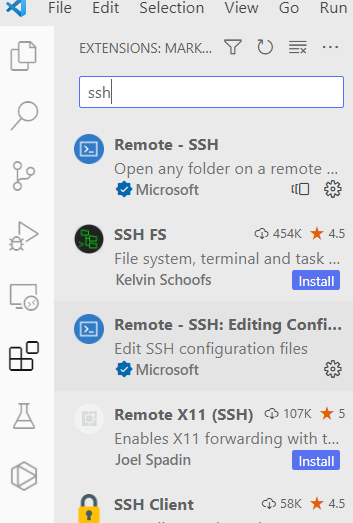 File Edit Selection View Go Run
EXTENSIONS: MARK...
ssh
Remote - SSH
Open any folder on a remote ...
Microsoft
SSH FS 454K 4.5
File system, terminal and task ...
Kelvin Schoofs Install
Remote - SSH: Editing Confi...
Edit SSH configuration files
Microsoft
Remote X11 (SSH) 107K 5
Enables X11 forwarding with t...
Joel Spadin Install
SSH Client 58K 4.5